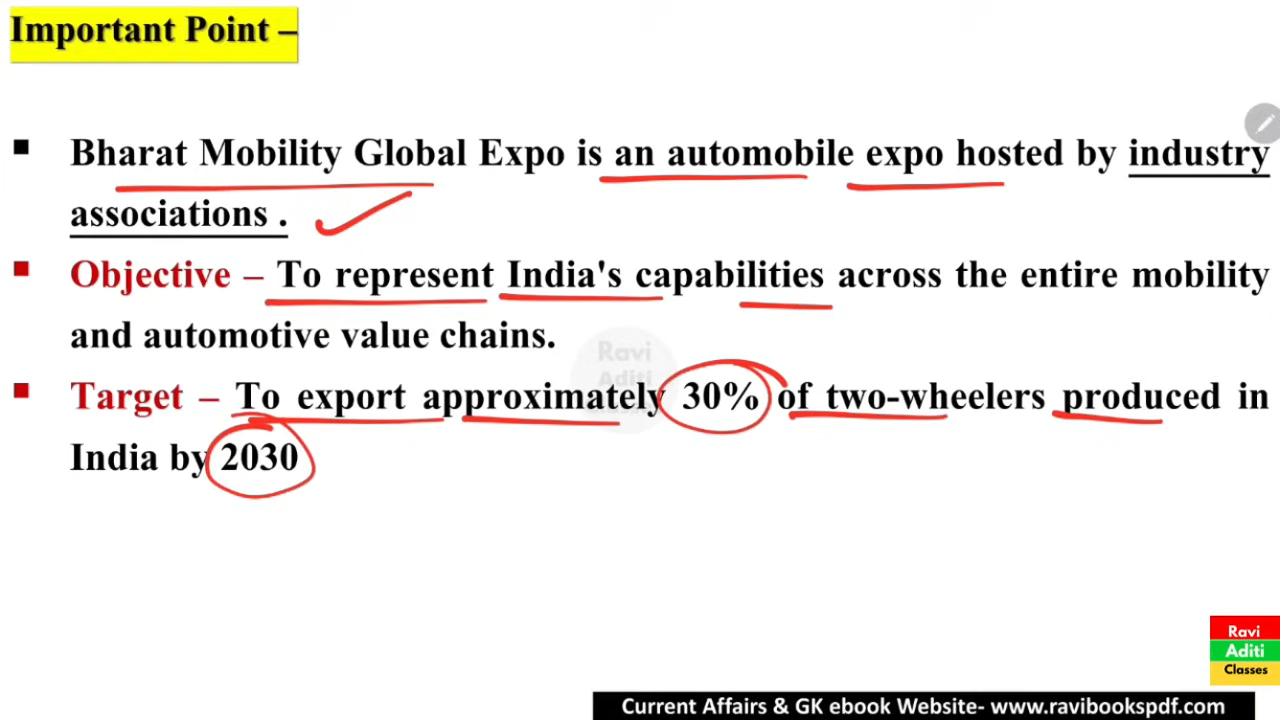 Important Point –
▪ Bharat Mobility Global Expo is an automobile expo hosted by industry
associations .
▪ Objective – To represent India's capabilities across the entire mobility
and automotive value chains.
▪ Target – To export approximately 30% of two-wheelers produced in
India by 2030
Ravi
Aditi
Ravi
Aditi
Classes
Current Affairs & GK ebook Website- www.ravibookspdf.com